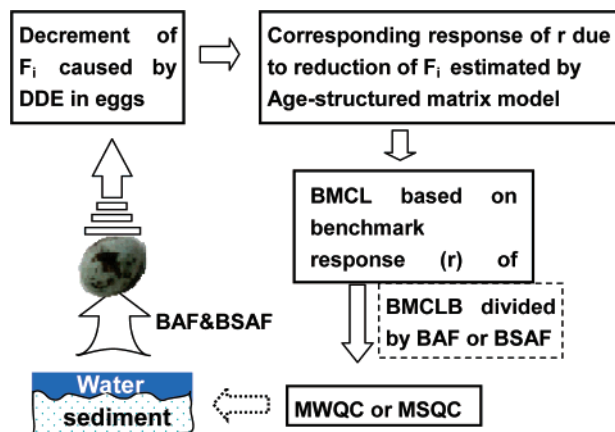 Decrement of
Fi caused by
DDE in eggs
Corresponding response of r due
to reduction of Fi estimated by
Age-structured matrix model
BMCL based on
benchmark
response (r) of
BMCLB divided
by BAF or BSAF
BAF&BSAF
Water
sediment
MWQC or MSQC